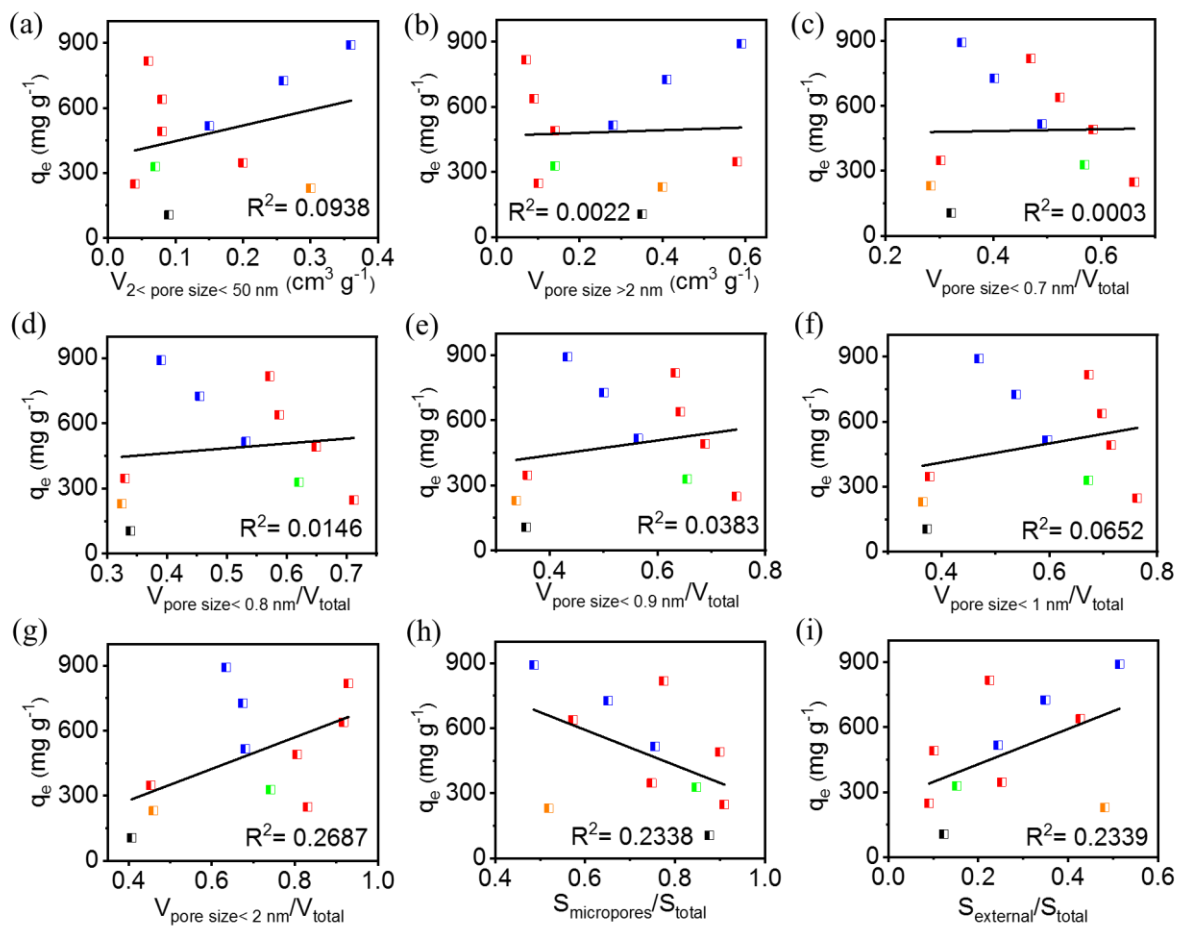 (a)
900
600
300
0
qe (mg g-1)
R2= 0.0938
0.0 0.1 0.2 0.3 0.4
V2< pore size< 50 nm (cm3 g-1)
(b)
900
600
300
0
qe (mg g-1)
R2= 0.0022
0.0 0.2 0.4 0.6
Vpore size >2 nm (cm3 g-1)
(c)
900
600
300
0
qe (mg g-1)
R2= 0.0003
0.2 0.4 0.6
Vpore size< 0.7 nm/Vtotal
(d)
900
600
300
0
qe (mg g-1)
R2= 0.0146
0.3 0.4 0.5 0.6 0.7
Vpore size< 0.8 nm/Vtotal
(e)
900
600
300
0
qe (mg g-1)
R2= 0.0383
0.4 0.6 0.8
Vpore size< 0.9 nm/Vtotal
(f)
900
600
300
0
qe (mg g-1)
R2= 0.0652
0.4 0.6 0.8
Vpore size< 1 nm/Vtotal
(g)
900
600
300
0
qe (mg g-1)
R2= 0.2687
0.4 0.6 0.8 1.0
Vpore size< 2 nm/Vtotal
(h)
900
600
300
0
qe (mg g-1)
R2= 0.2338
0.4 0.6 0.8 1.0
Smicropores/Stotal
(i)
900
600
300
0
qe (mg g-1)
R2= 0.2339
0.0 0.2 0.4 0.6
Sexternal/Stotal